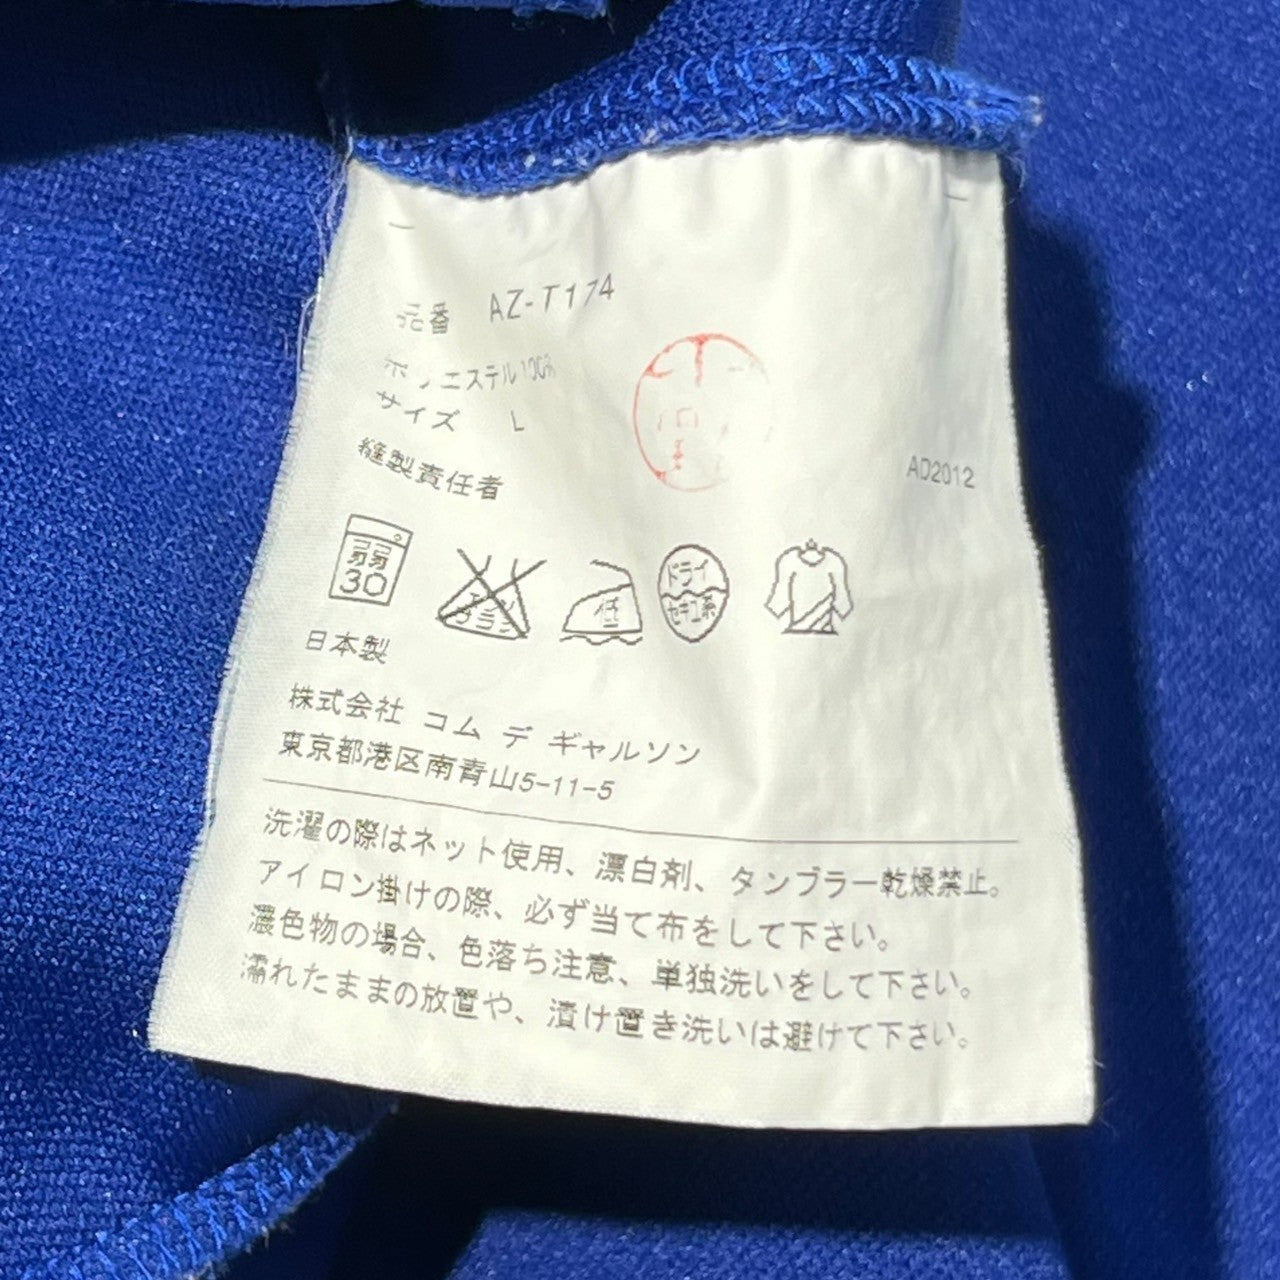 品番 AZ-T174
ポリエステル100%
サイズ L
縫製責任者
AD2012
弱
30
エンソ
サラシ
低
ドライ
セキユ系
日本製
株式会社 コム デ ギャルソン
東京都港区南青山5-11-5
洗濯の際はネット使用、漂白剤、タンブラー乾燥禁止。
アイロン掛けの際、必ず当て布をして下さい。
濃色物の場合、色落ち注意、単独洗いをして下さい。
濡れたままの放置や、漬け置き洗いは避けて下さい。